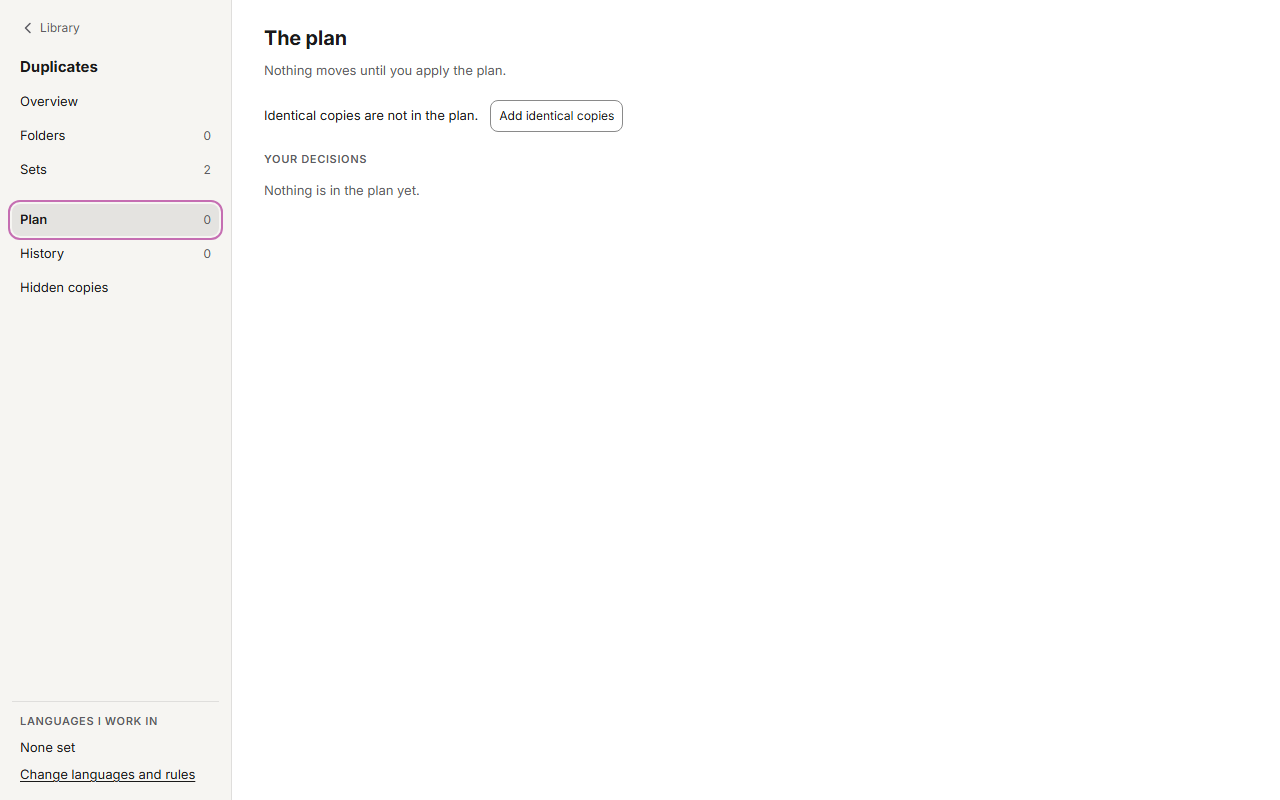 Library
Duplicates
Overview
Folders 0
Sets 2
Plan 0
History 0
Hidden copies
LANGUAGES I WORK IN
None set
Change languages and rules
The plan
Nothing moves until you apply the plan.
Identical copies are not in the plan. Add identical copies
YOUR DECISIONS
Nothing is in the plan yet.